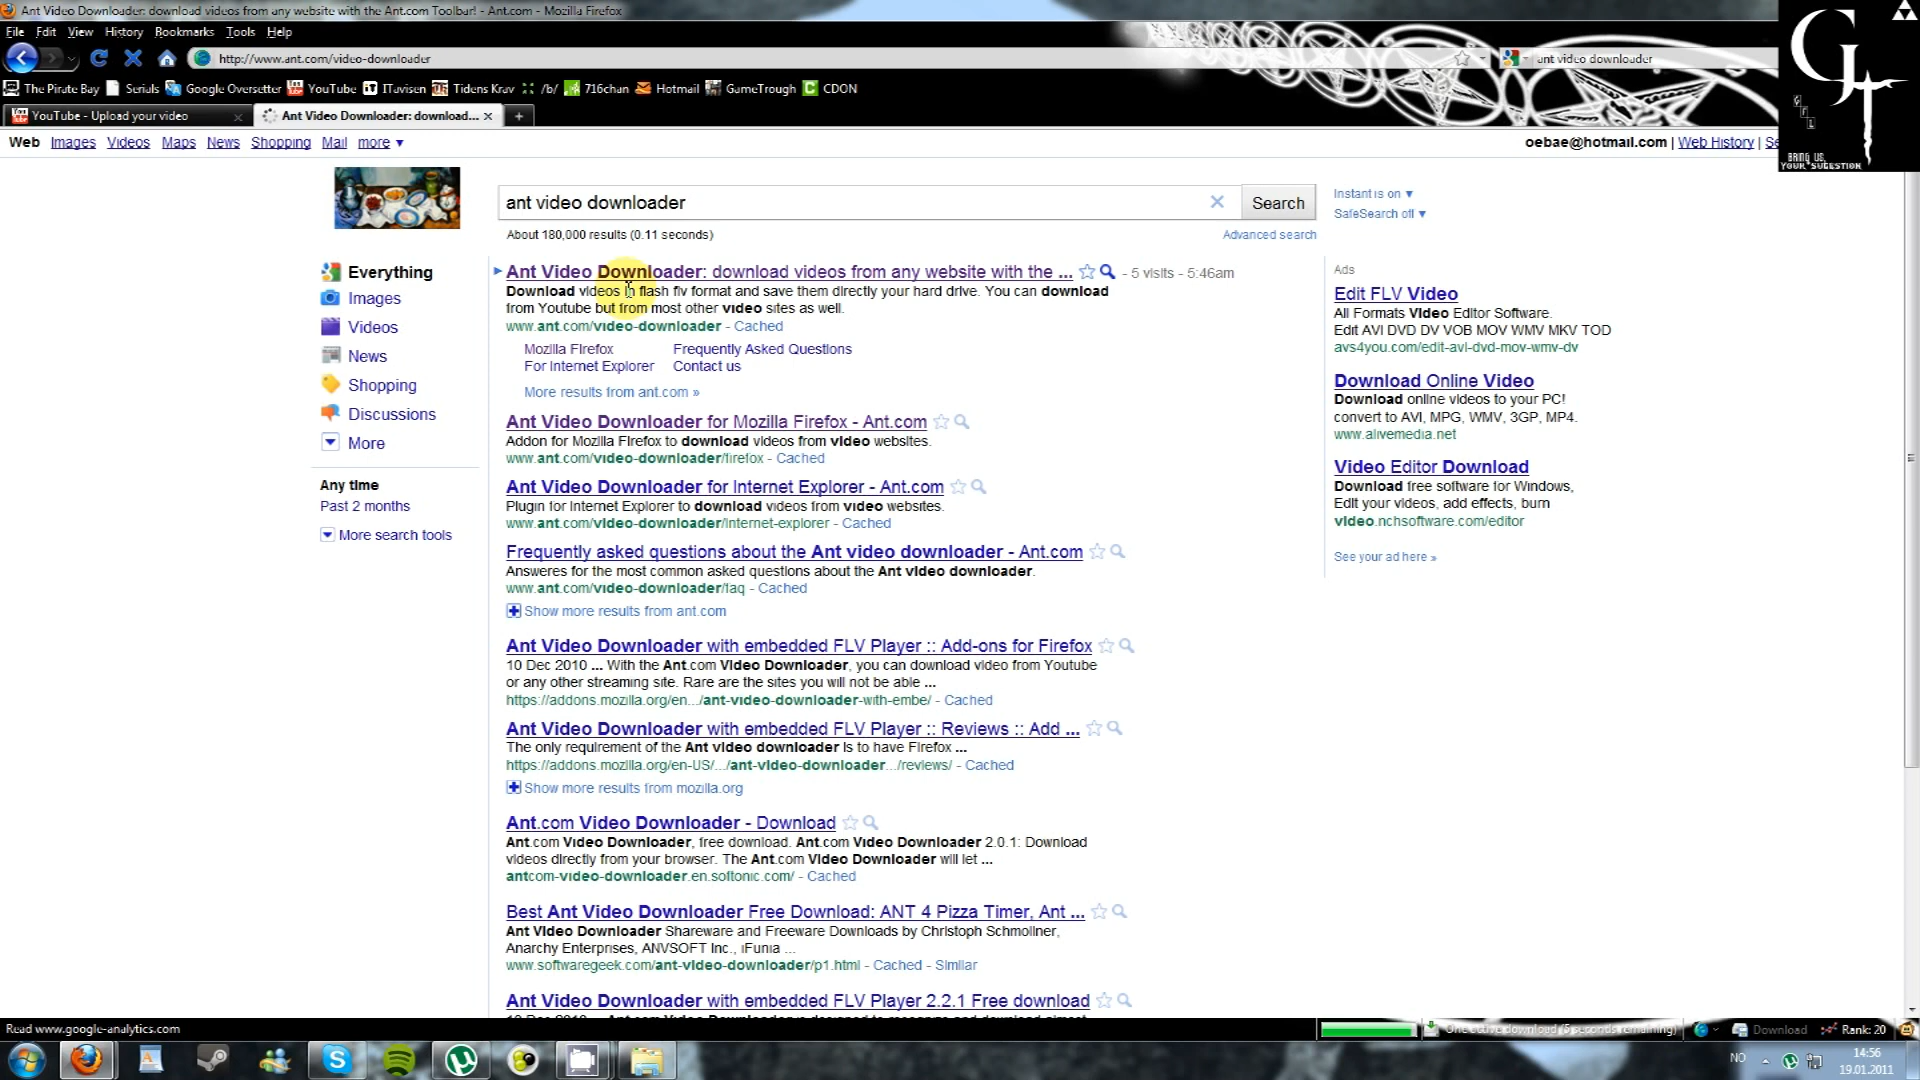 Ant Video Downloader: download videos from any website with the Ant.com Toolbar! - Ant.com - Mozilla Firefox
File Edit View History Bookmarks Tools Help
http://www.ant.com/video-downloader
ant video downloader
The Pirate Bay Serials Google Oversetter YouTube ITavisen Tidens Krav /b/ 716chan Hotmail GameTrough CDON
YouTube - Upload your video
Ant Video Downloader: download...
GT
BRING US
YOUR SUGESTION
Web Images Videos Maps News Shopping Mail more
oebae@hotmail.com | Web History | Se
ant video downloader
Search
Instant is on
SafeSearch off
About 180,000 results (0.11 seconds)
Advanced search
Everything
Images
Videos
News
Shopping
Discussions
More
Any time
Past 2 months
More search tools
Ant Video Downloader: download videos from any website with the ... - 5 visits - 5:46am
Download videos in flash flv format and save them directly your hard drive. You can download
from Youtube but from most other video sites as well.
www.ant.com/video-downloader - Cached
Mozilla Firefox Frequently Asked Questions
For Internet Explorer Contact us
More results from ant.com »
Ant Video Downloader for Mozilla Firefox - Ant.com
Addon for Mozilla Firefox to download videos from video websites.
www.ant.com/video-downloader/firefox - Cached
Ant Video Downloader for Internet Explorer - Ant.com
Plugin for Internet Explorer to download videos from video websites.
www.ant.com/video-downloader/internet-explorer - Cached
Frequently asked questions about the Ant video downloader - Ant.com
Answeres for the most common asked questions about the Ant video downloader.
www.ant.com/video-downloader/faq - Cached
Show more results from ant.com
Ant Video Downloader with embedded FLV Player :: Add-ons for Firefox
10 Dec 2010 ... With the Ant.com Video Downloader, you can download video from Youtube
or any other streaming site. Rare are the sites you will not be able ...
https://addons.mozilla.org/en.../ant-video-downloader-with-embe/ - Cached
Ant Video Downloader with embedded FLV Player :: Reviews :: Add ...
The only requirement of the Ant video downloader is to have Firefox ...
https://addons.mozilla.org/en-US/.../ant-video-downloader.../reviews/ - Cached
Show more results from mozilla.org
Ant.com Video Downloader - Download
Ant.com Video Downloader, free download. Ant.com Video Downloader 2.0.1: Download
videos directly from your browser. The Ant.com Video Downloader will let ...
antcom-video-downloader.en.softonic.com/ - Cached
Best Ant Video Downloader Free Download: ANT 4 Pizza Timer, Ant ...
Ant Video Downloader Shareware and Freeware Downloads by Christoph Schmollner,
Anarchy Enterprises, ANVSOFT Inc., iFunia ...
www.softwaregeek.com/ant-video-downloader/p1.html - Cached - Similar
Ant Video Downloader with embedded FLV Player 2.2.1 Free download
Ads
Edit FLV Video
All Formats Video Editor Software.
Edit AVI DVD DV VOB MOV WMV MKV TOD
avs4you.com/edit-avi-dvd-mov-wmv-dv
Download Online Video
Download online videos to your PC!
convert to AVI, MPG, WMV, 3GP, MP4.
www.alivemedia.net
Video Editor Download
Download free software for Windows,
Edit your videos, add effects, burn
video.nchsoftware.com/editor
See your ad here »
Read www.google-analytics.com
One active download (5 seconds remaining)
Download
Rank: 20
NO
14:56
19.01.2011